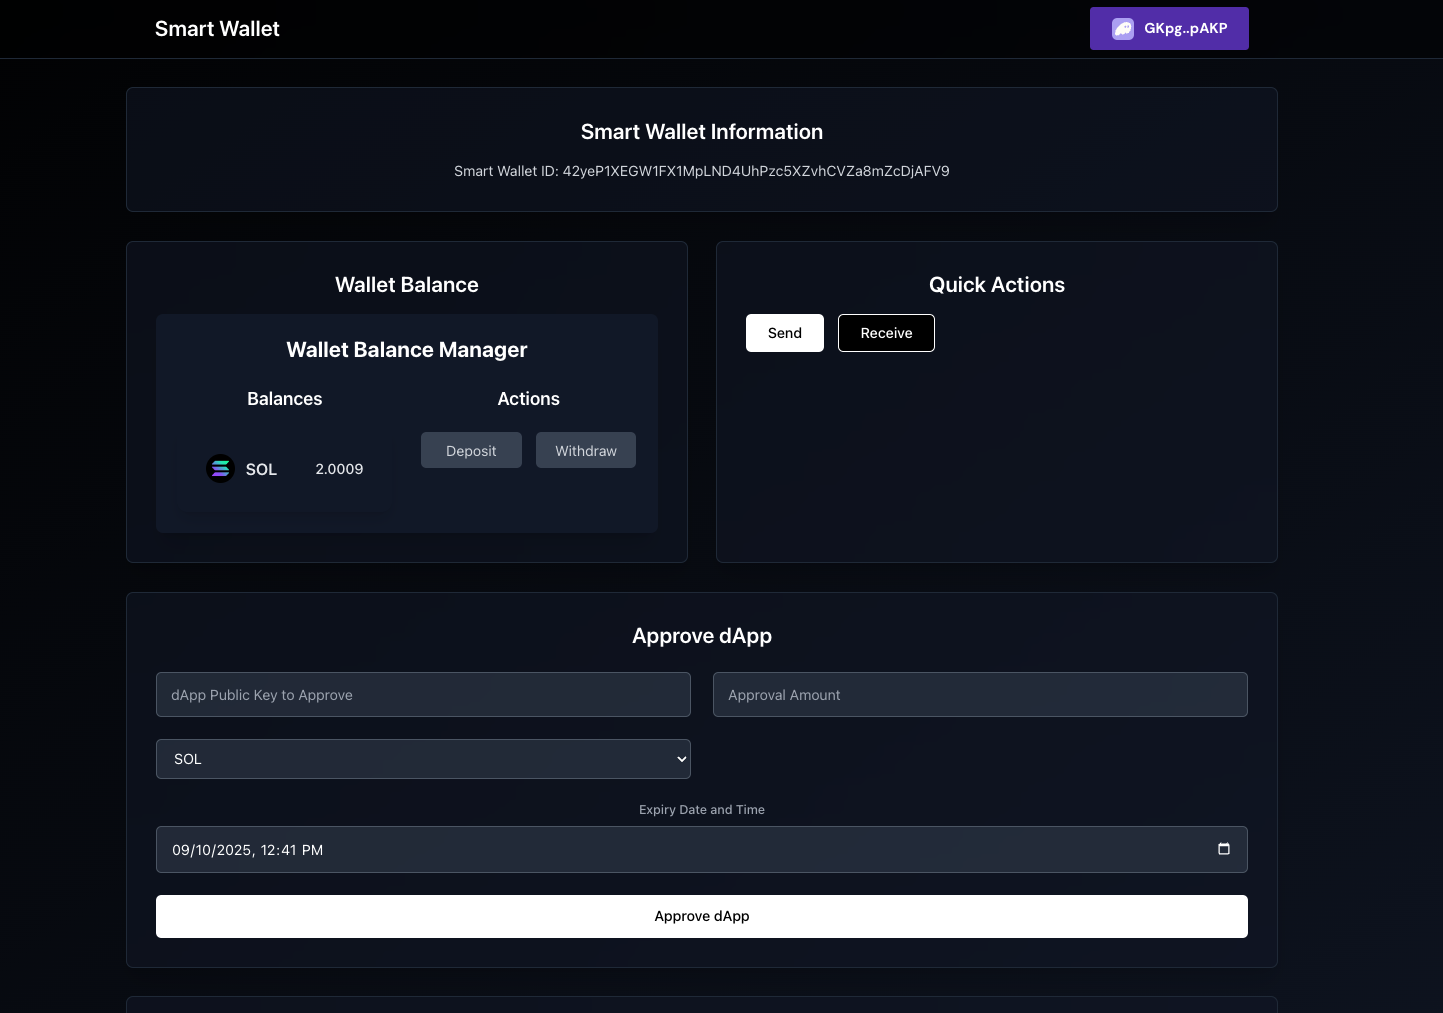 Smart Wallet
GKpg..pAKP
Smart Wallet Information
Smart Wallet ID: 42yeP1XEGW1FX1MpLND4UhPzc5XZvhCVZa8mZcDjAFV9
Wallet Balance
Wallet Balance Manager
Balances
SOL 2.0009
Actions
Deposit Withdraw
Quick Actions
Send Receive
Approve dApp
dApp Public Key to Approve
Approval Amount
SOL
Expiry Date and Time
09/10/2025, 12:41 PM
Approve dApp